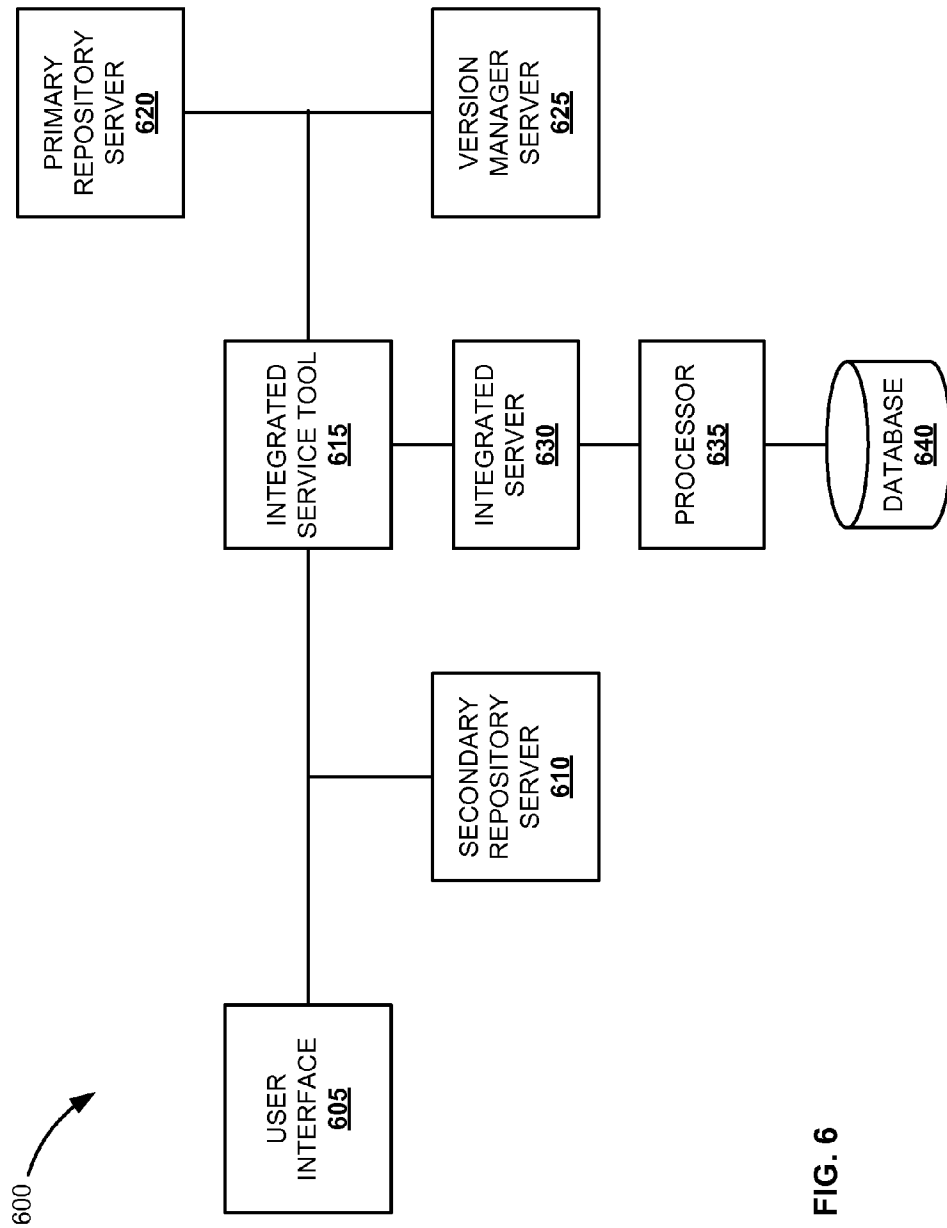 600
USER
INTERFACE
605
SECONDARY
REPOSITORY
SERVER
610
INTEGRATED
SERVICE TOOL
615
PRIMARY
REPOSITORY
SERVER
620
VERSION
MANAGER
SERVER
625
INTEGRATED
SERVER
630
PROCESSOR
635
DATABASE
640
FIG. 6